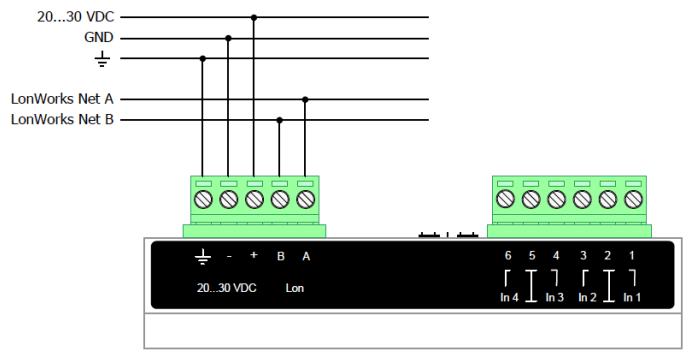 20...30 VDC
GND
LonWorks Net A
LonWorks Net B
- + B A
20...30 VDC Lon
6 5 4 3 2 1
In 4 In 3 In 2 In 1